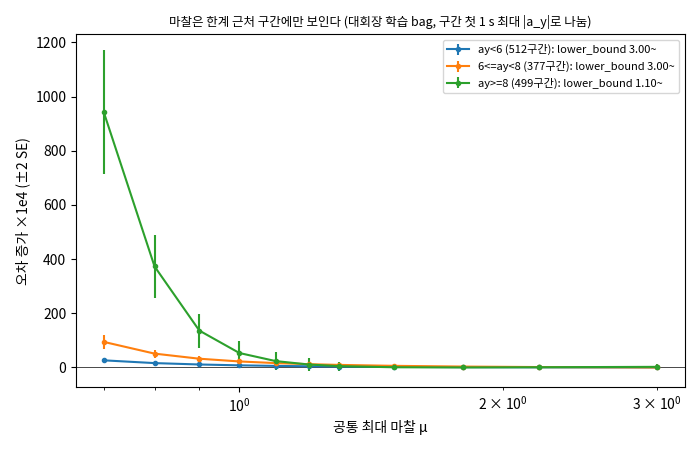 마찰은 한계 근처 구간에만 보인다 (대회장 학습 bag, 구간 첫 1 s 최대 |a_y|로 나눔)
ay<6 (512구간): lower_bound 3.00~
6<=ay<8 (377구간): lower_bound 3.00~
ay>=8 (499구간): lower_bound 1.10~
오차 증가 ×1e4 (±2 SE)
1200
1000
800
600
400
200
0
10⁰
2 × 10⁰
3 × 10⁰
공통 최대 마찰 μ